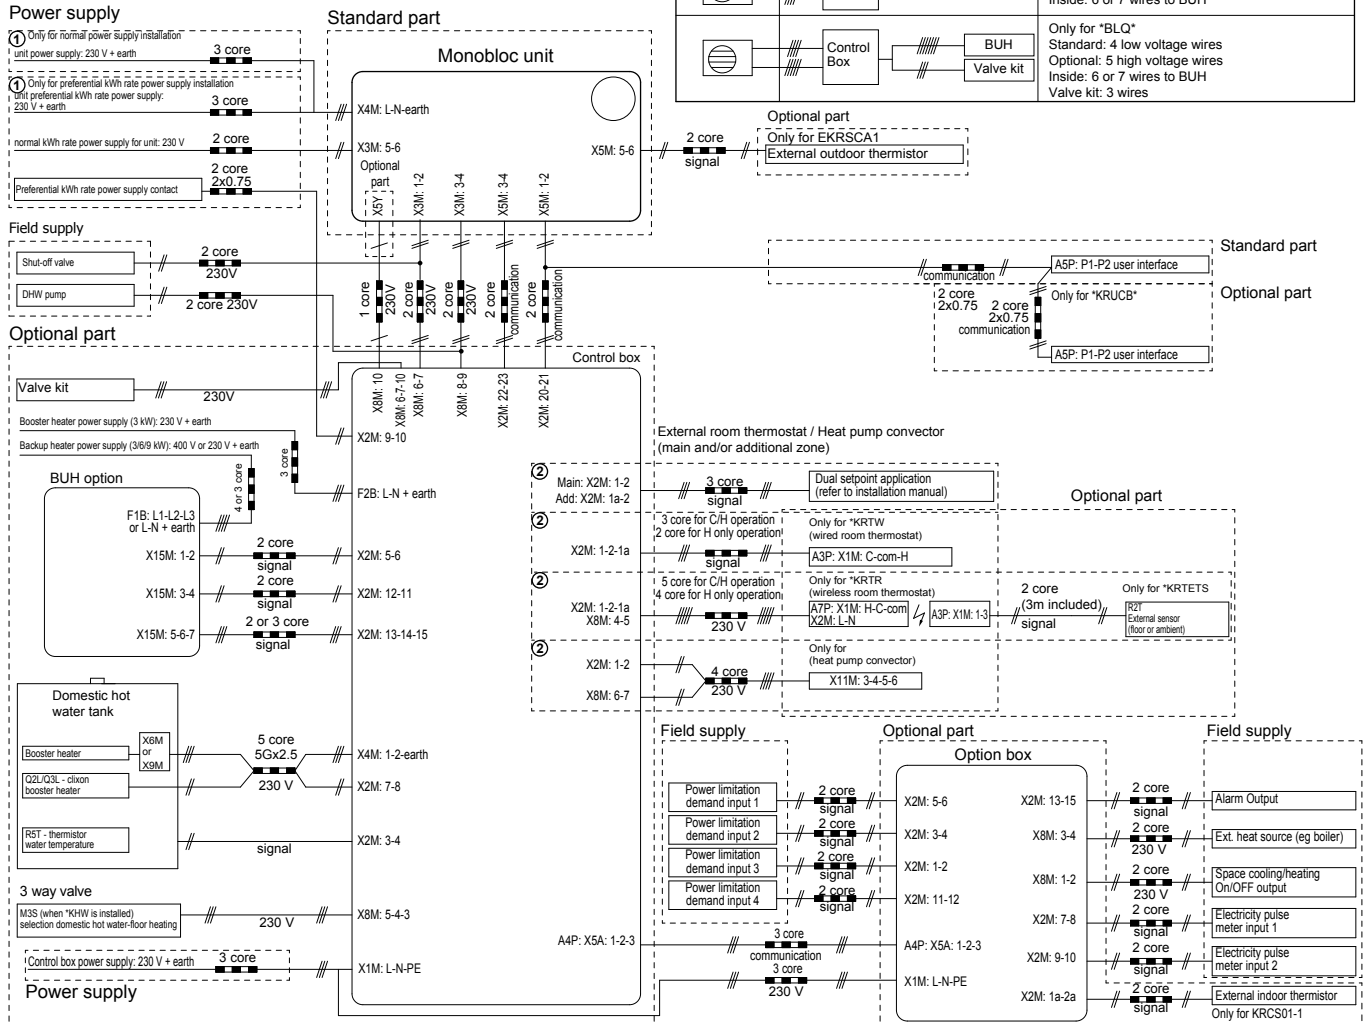 Power supply
① Only for normal power supply installation
unit power supply: 230 V + earth
3 core
① Only for preferential kWh rate power supply installation
unit preferential kWh rate power supply:
230 V + earth
3 core
normal kWh rate power supply for unit: 230 V
2 core
Preferential kWh rate power supply contact
2 core
2x0.75
Field supply
Shut-off valve
2 core
230V
DHW pump
2 core 230V
Standard part
Monobloc unit
X4M: L-N-earth
X3M: 5-6
X5M: 5-6
Optional
part
X5Y
X3M: 1-2
X3M: 3-4
X5M: 3-4
X5M: 1-2
1 core
230V
2 core
230V
2 core
230V
2 core
communication
2 core
communication
2 core
signal
Optional part
Only for EKRSCA1
External outdoor thermistor
Inside: 6 or 7 wires to BUH
Control
Box
BUH
Valve kit
Only for *BLQ*
Standard: 4 low voltage wires
Optional: 5 high voltage wires
Inside: 6 or 7 wires to BUH
Valve kit: 3 wires
Standard part
communication
A5P: P1-P2 user interface
Optional part
2 core
2x0.75
2 core
2x0.75
communication
Only for *KRUCB*
A5P: P1-P2 user interface
Optional part
Control box
Valve kit
230V
X8M: 10
X8M: 6-7-10
X8M: 6-7
X8M: 8-9
X2M: 22-23
X2M: 20-21
Booster heater power supply (3 kW): 230 V + earth
3 core
Backup heater power supply (3/6/9 kW): 400 V or 230 V + earth
4 or 3 core
X2M: 9-10
F2B: L-N + earth
BUH option
F1B: L1-L2-L3
or L-N + earth
X15M: 1-2
2 core
signal
X2M: 5-6
X15M: 3-4
2 core
signal
X2M: 12-11
X15M: 5-6-7
2 or 3 core
signal
X2M: 13-14-15
Domestic hot
water tank
Booster heater
X6M
or
X9M
Q2L/Q3L - clixon
booster heater
5 core
5Gx2.5
230 V
X4M: 1-2-earth
X2M: 7-8
R5T - thermistor
water temperature
signal
X2M: 3-4
3 way valve
M3S (when *KHW is installed)
selection domestic hot water-floor heating
230 V
X8M: 5-4-3
Control box power supply: 230 V + earth
3 core
X1M: L-N-PE
Power supply
External room thermostat / Heat pump convector
(main and/or additional zone)
②
Main: X2M: 1-2
Add: X2M: 1a-2
3 core
signal
Dual setpoint application
(refer to installation manual)
Optional part
②
X2M: 1-2-1a
3 core for C/H operation
2 core for H only operation
signal
Only for *KRTW
(wired room thermostat)
A3P: X1M: C-com-H
②
X2M: 1-2-1a
X8M: 4-5
5 core for C/H operation
4 core for H only operation
230 V
Only for *KRTR
(wireless room thermostat)
A7P: X1M: H-C-com
X2M: L-N
A3P: X1M: 1-3
2 core
(3m included)
signal
Only for *KRTETS
R2T
External sensor
(floor or ambient)
②
X2M: 1-2
X8M: 6-7
4 core
230 V
Only for
(heat pump convector)
X11M: 3-4-5-6
Field supply
Optional part
Field supply
Option box
Power limitation
demand input 1
2 core
signal
X2M: 5-6
Power limitation
demand input 2
2 core
signal
X2M: 3-4
Power limitation
demand input 3
2 core
signal
X2M: 1-2
Power limitation
demand input 4
2 core
signal
X2M: 11-12
A4P: X5A: 1-2-3
3 core
communication
A4P: X5A: 1-2-3
3 core
230 V
X1M: L-N-PE
X2M: 13-15
2 core
signal
Alarm Output
X8M: 3-4
2 core
230 V
Ext. heat source (eg boiler)
X8M: 1-2
2 core
230 V
Space cooling/heating
On/OFF output
X2M: 7-8
2 core
signal
Electricity pulse
meter input 1
X2M: 9-10
2 core
signal
Electricity pulse
meter input 2
X2M: 1a-2a
2 core
signal
External indoor thermistor
Only for KRCS01-1